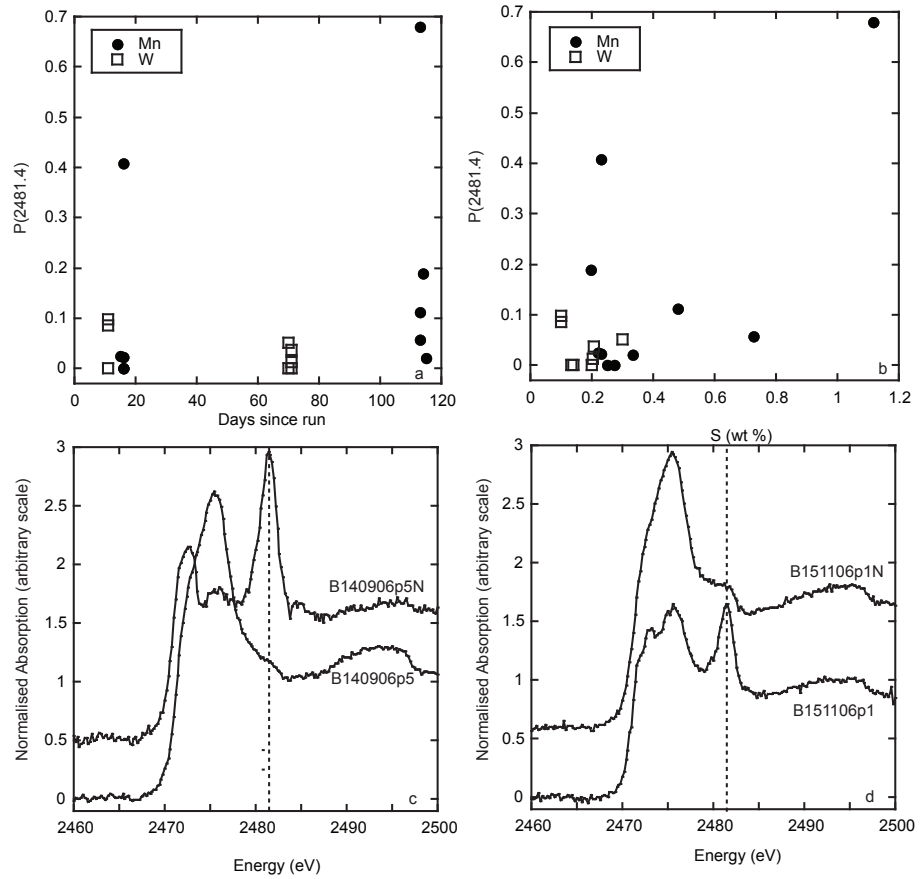 0.7
Mn
W
0.6
0.5
0.4
0.3
0.2
0.1
0
P(2481.4)
a
0 20 40 60 80 100 120
Days since run
0.7
Mn
W
0.6
0.5
0.4
0.3
0.2
0.1
0
P(2481.4)
b
0 0.2 0.4 0.6 0.8 1 1.2
S (wt %)
3
2.5
2
1.5
1
0.5
0
Normalised Absorption (arbitrary scale)
B140906p5N
B140906p5
c
2460 2470 2480 2490 2500
Energy (eV)
3
2.5
2
1.5
1
0.5
0
Normalised Absorption (arbitrary scale)
B151106p1N
B151106p1
d
2460 2470 2480 2490 2500
Energy (eV)